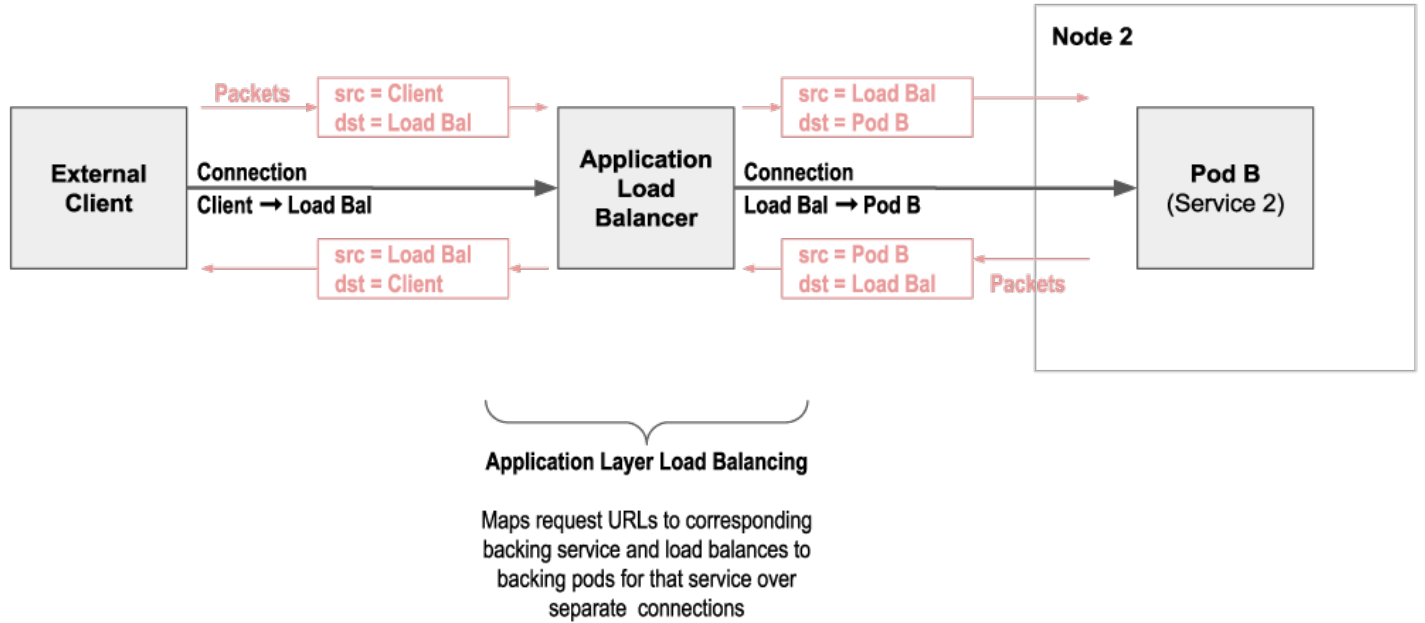 Node 2
Packets
src = Client
dst = Load Bal
src = Load Bal
dst = Pod B
External
Client
Connection
Client → Load Bal
Application
Load
Balancer
Connection
Load Bal → Pod B
Pod B
(Service 2)
src = Load Bal
dst = Client
src = Pod B
dst = Load Bal
Packets
Application Layer Load Balancing
Maps request URLs to corresponding
backing service and load balances to
backing pods for that service over
separate connections